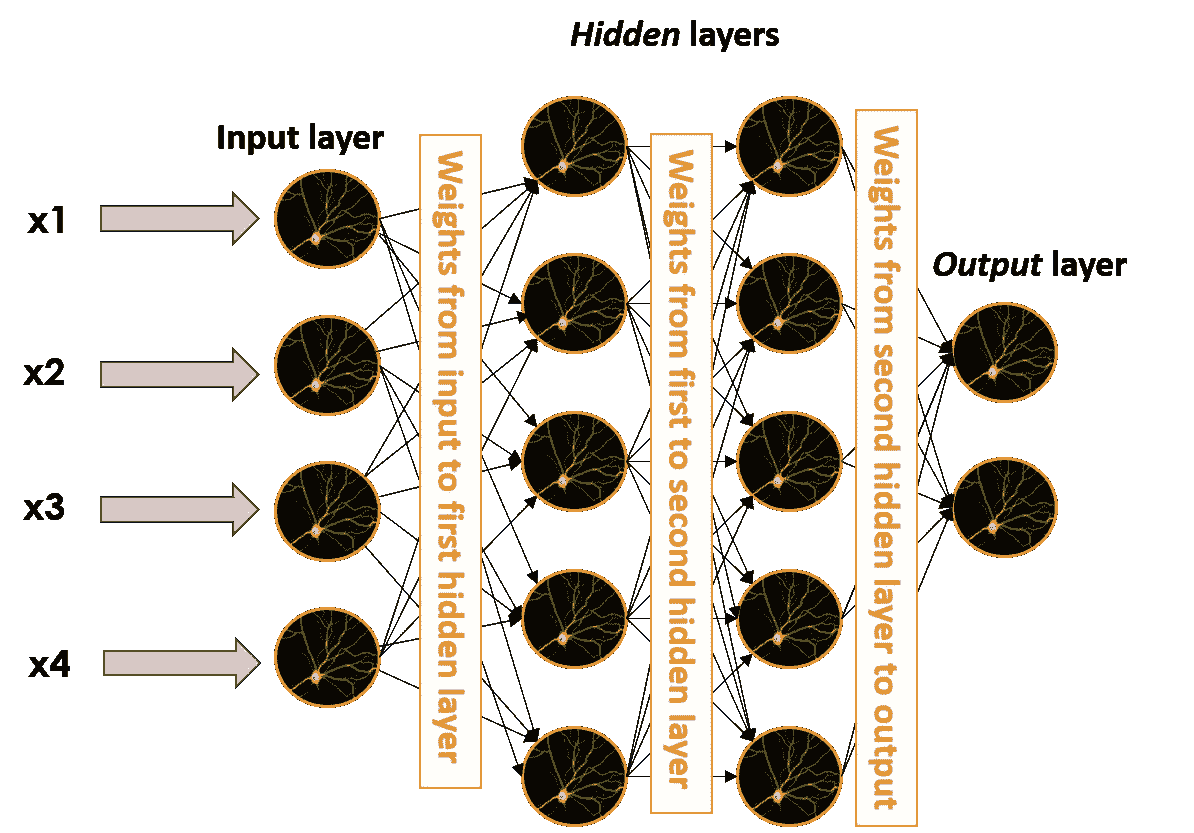 Hidden layers
Input layer
x1
x2
x3
x4
Weights from input to first hidden layer
Weights from first to second hidden layer
Weights from second hidden layer to output
Output layer